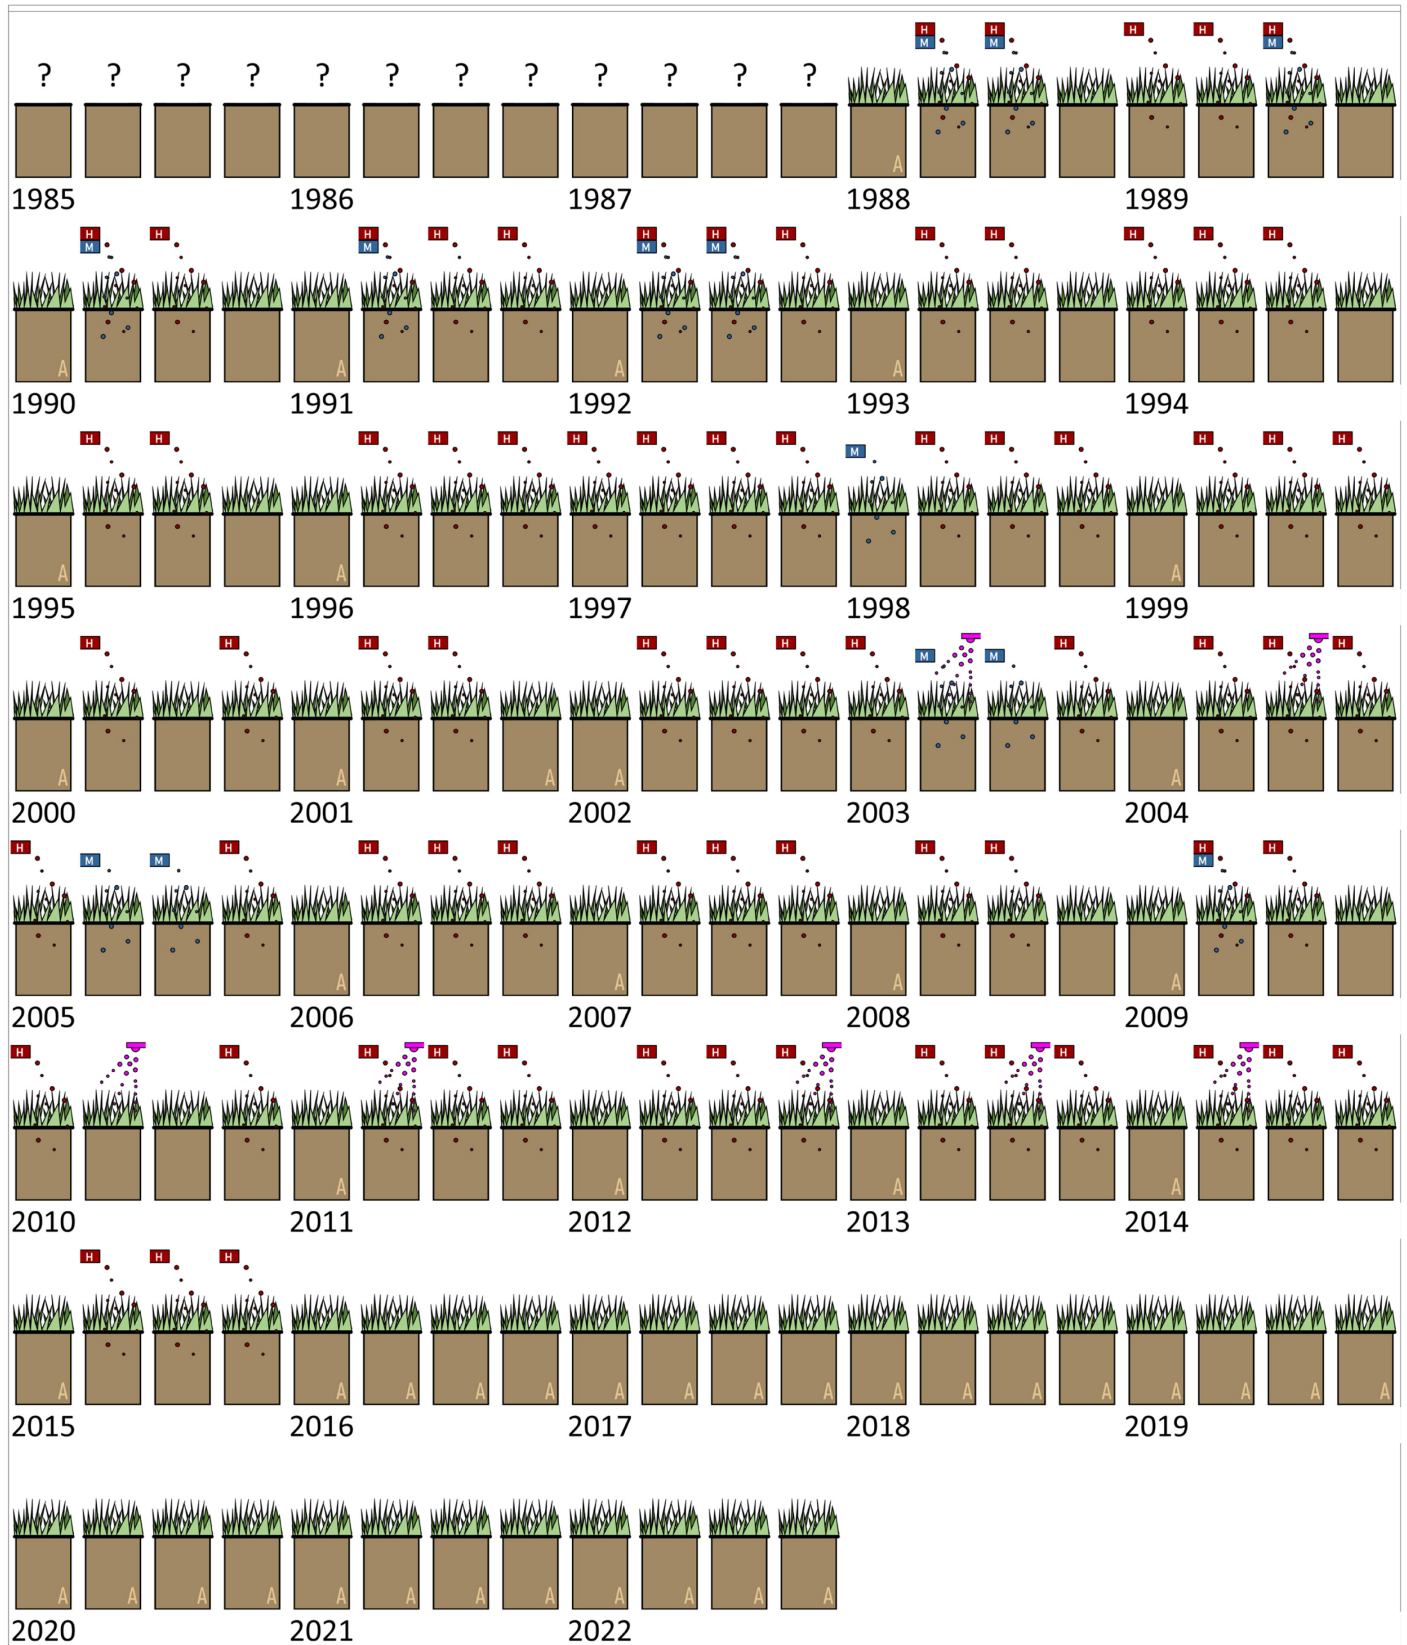 H H H H H
M M M
? ? ? ? ? ? ? ? ? ? ? ?
A
1985 1986 1987 1988 1989
H H H H H H H H H H H H H
M M M M
A A A A
1990 1991 1992 1993 1994
H H H H H H H H H H H H H H H
M
A A A
1995 1996 1997 1998 1999
H H H H H H H H H H H H
M M
A A A A A
2000 2001 2002 2003 2004
H H H H H H H H H H H H
M M M
A A A A
2005 2006 2007 2008 2009
H H H H H H H H H H H H H H
A A A A
2010 2011 2012 2013 2014
H H H
A A A A A A A A A A A A A A A A A
2015 2016 2017 2018 2019
A A A A A A A A A A A A
2020 2021 2022